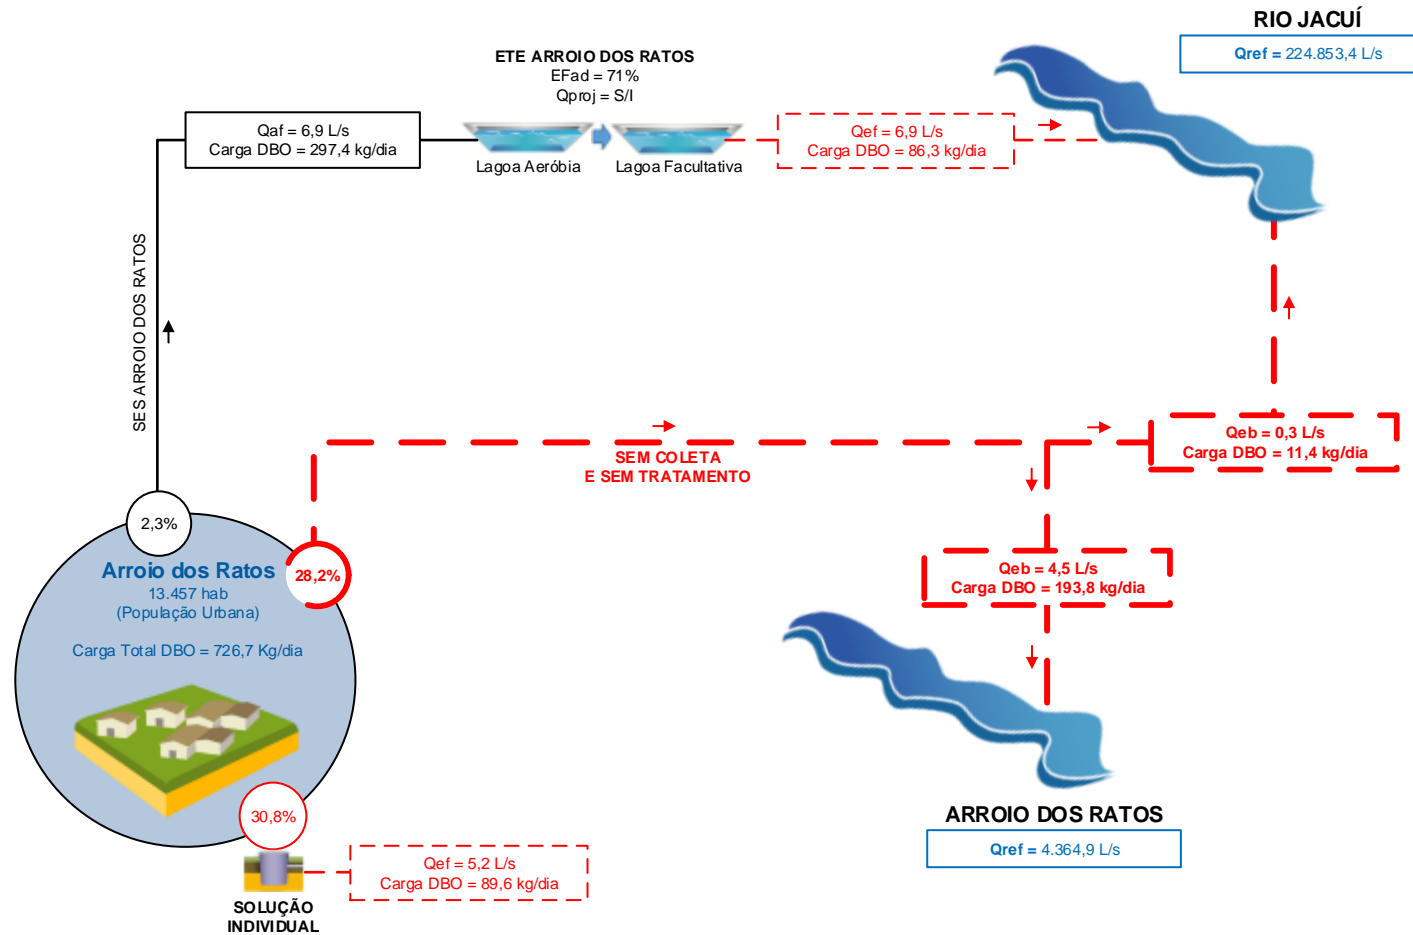 RIO JACUÍ
Qref = 224.853,4 L/s
ETE ARROIO DOS RATOS
EFad = 71%
Qproj = S/I
Qaf = 6,9 L/s
Carga DBO = 297,4 kg/dia
Lagoa Aeróbia
Lagoa Facultativa
Qef = 6,9 L/s
Carga DBO = 86,3 kg/dia
SES ARROIO DOS RATOS
SEM COLETA
E SEM TRATAMENTO
Qeb = 0,3 L/s
Carga DBO = 11,4 kg/dia
2,3%
28,2%
Arroio dos Ratos
13.457 hab
(População Urbana)
Carga Total DBO = 726,7 Kg/dia
Qeb = 4,5 L/s
Carga DBO = 193,8 kg/dia
30,8%
ARROIO DOS RATOS
Qref = 4.364,9 L/s
Qef = 5,2 L/s
Carga DBO = 89,6 kg/dia
SOLUÇÃO
INDIVIDUAL